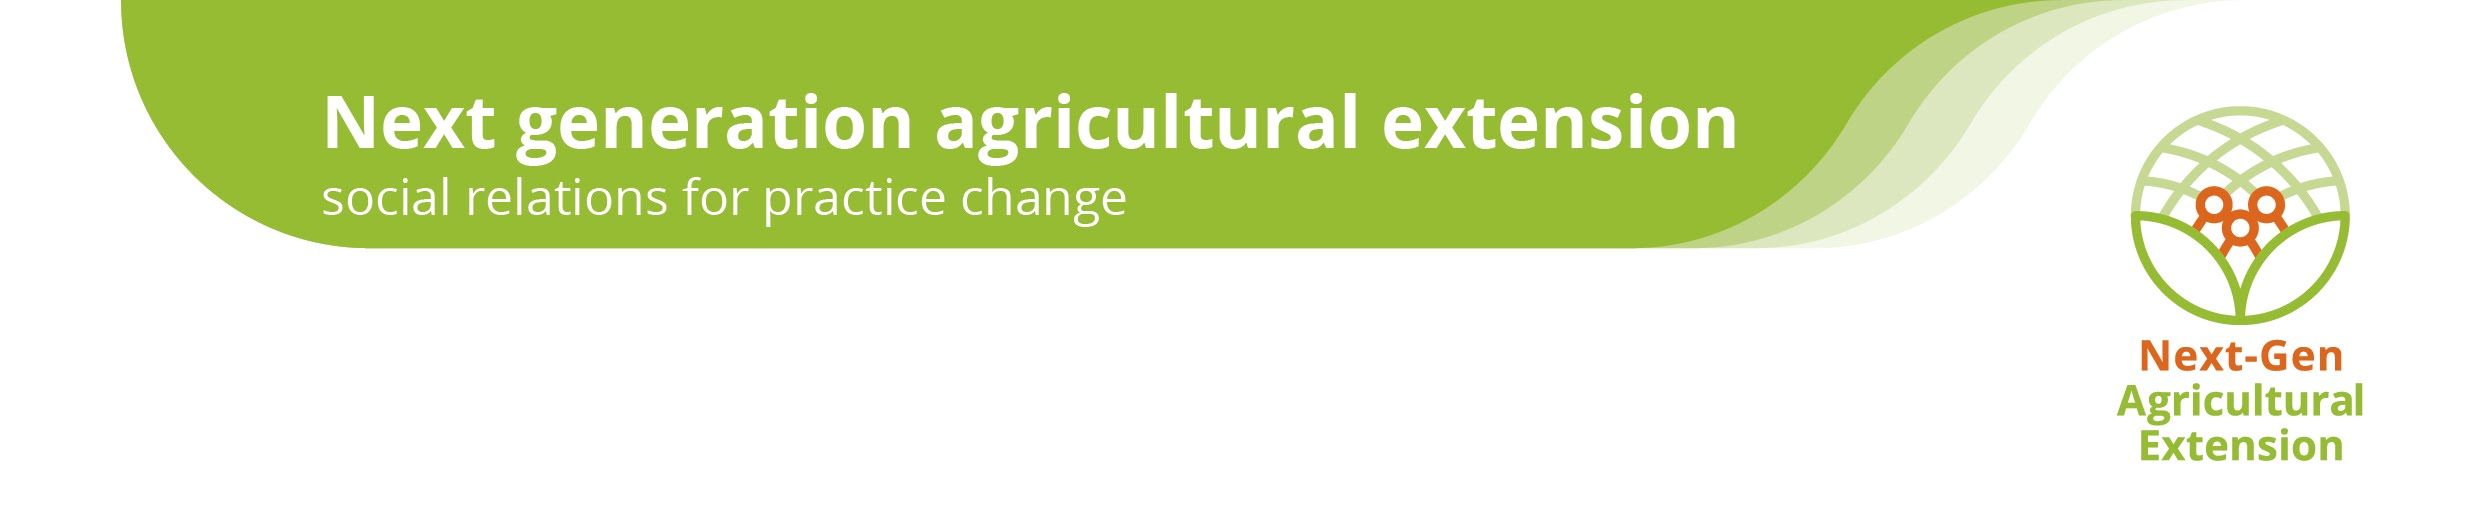 Next generation agricultural extension
social relations for practice change
Next-Gen
Agricultural
Extension